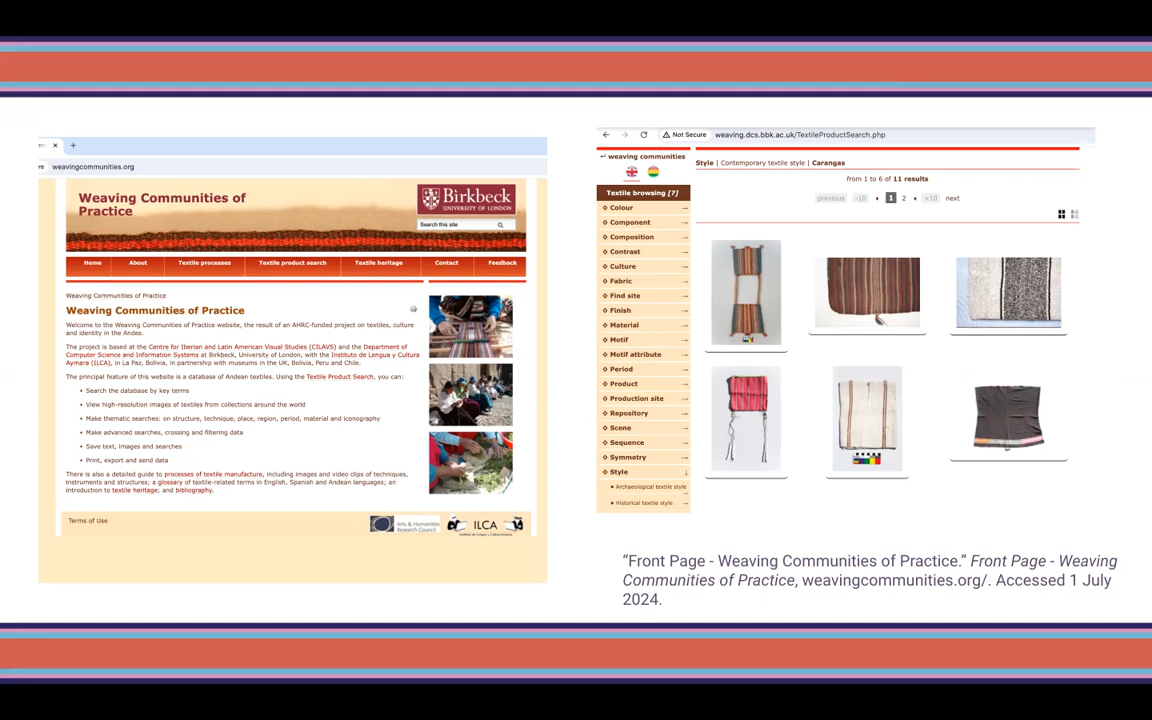 weavingcommunities.org
Weaving Communities of
Practice
Birkbeck
UNIVERSITY OF LONDON
Search this site
Home
About
Textile processes
Textile product search
Textile heritage
Contact
Feedback
Weaving Communities of Practice
Weaving Communities of Practice
Welcome to the Weaving Communities of Practice website, the result of an AHRC-funded project on textiles, culture
and identity in the Andes.
The project is based at the Centre for Iberian and Latin American Visual Studies (CILAVS) and the Department of
Computer Science and Information Systems at Birkbeck, University of London, with the Instituto de Lengua y Cultura
Aymara (ILCA), in La Paz, Bolivia, in partnership with museums in the UK, Bolivia, Peru and Chile.
The principal feature of this website is a database of Andean textiles. Using the Textile Product Search, you can:
• Search the database by key terms
• View high-resolution images of textiles from collections around the world
• Make thematic searches: on structure, technique, place, region, period, material and iconography
• Make advanced searches, crossing and filtering data
• Save text, images and searches
• Print, export and send data
There is also a detailed guide to processes of textile manufacture, including images and video clips of techniques,
instruments and structures; a glossary of textile-related terms in English, Spanish and Andean languages; an
introduction to textile heritage; and bibliography.
Terms of Use
Arts & Humanities
Research Council
ILCA
Not Secure
weaving.dcs.bbk.ac.uk/TextileProductSearch.php
weaving communities
Textile browsing [?]
Colour
Component
Composition
Contrast
Culture
Fabric
Find site
Finish
Material
Motif
Motif attribute
Period
Product
Production site
Repository
Scene
Sequence
Symmetry
Style
• Archaeological textile style
• Historical textile style
Style | Contemporary textile style | Carangas
from 1 to 6 of 11 results
previous -10 1 2 +10 next
“Front Page - Weaving Communities of Practice.” Front Page - Weaving
Communities of Practice, weavingcommunities.org/. Accessed 1 July
2024.